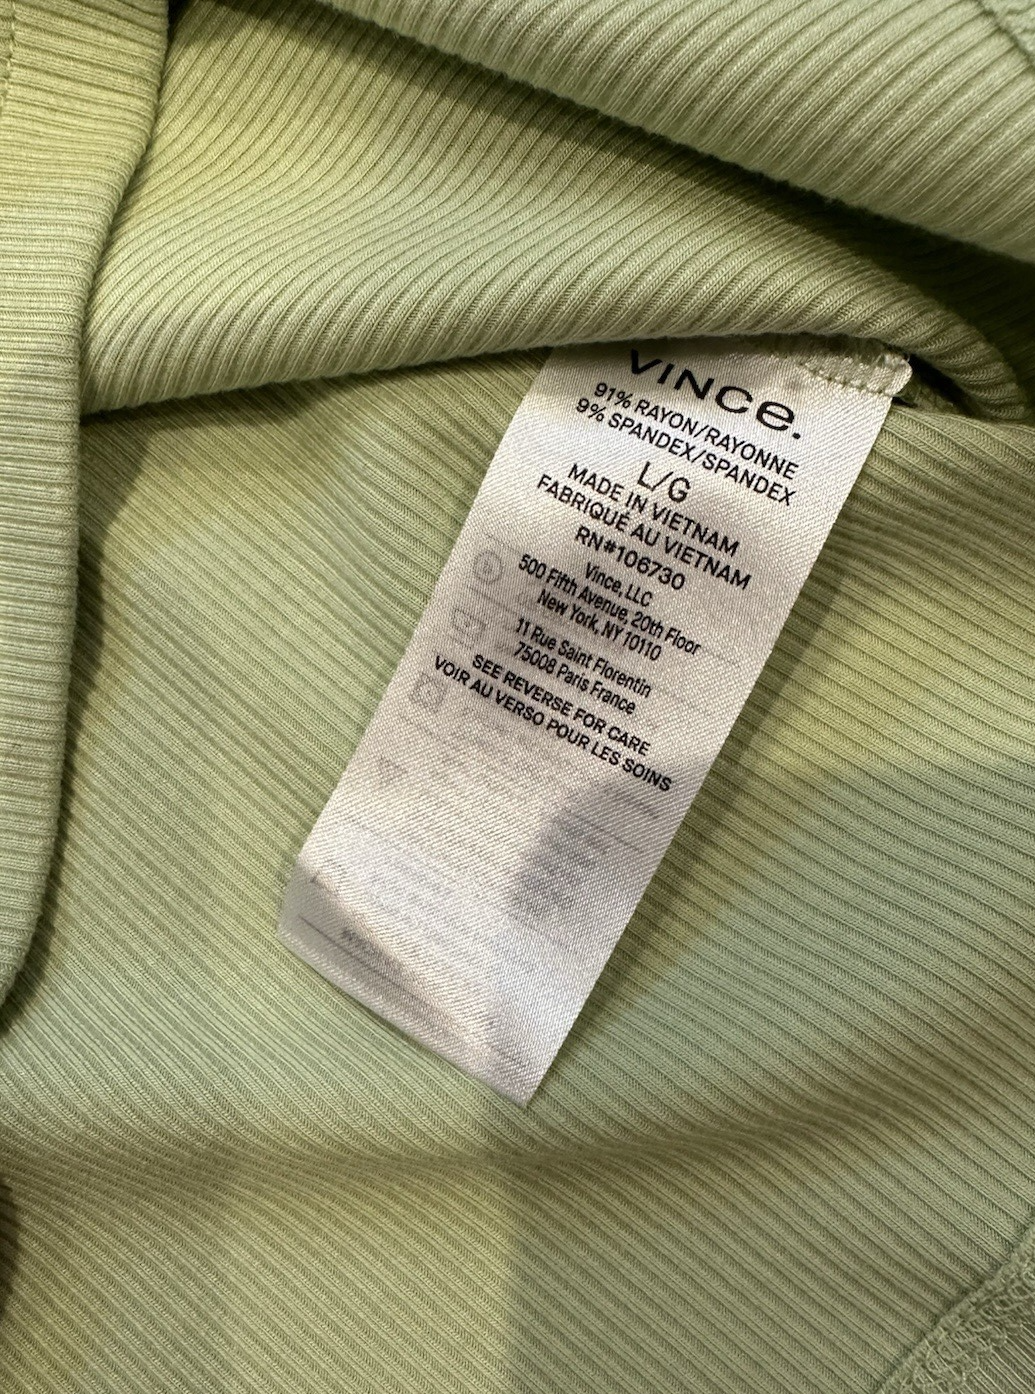 VINCe.
91% RAYON/RAYONNE
9% SPANDEX/SPANDEX
L/G
MADE IN VIETNAM
FABRIQUÉ AU VIETNAM
RN#106730
Vince, LLC
500 Fifth Avenue, 20th Floor
New York, NY 10110
11 Rue Saint Florentin
75008 Paris France
SEE REVERSE FOR CARE
VOIR AU VERSO POUR LES SOINS